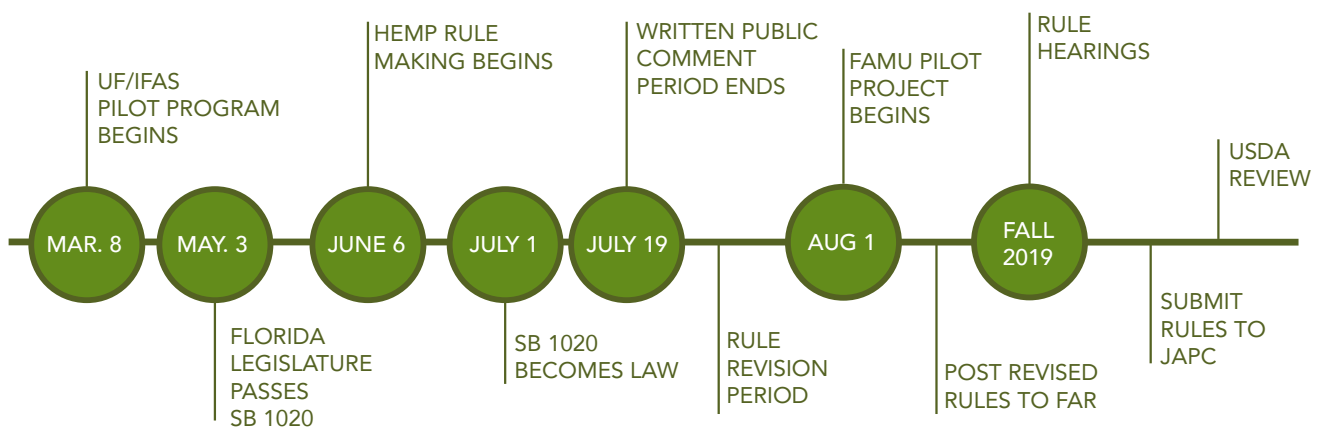 UF/IFAS
PILOT PROGRAM
BEGINS
HEMP RULE
MAKING BEGINS
WRITTEN PUBLIC
COMMENT
PERIOD ENDS
FAMU PILOT
PROJECT
BEGINS
RULE
HEARINGS
USDA
REVIEW
MAR. 8
MAY. 3
JUNE 6
JULY 1
JULY 19
AUG 1
FALL
2019
FLORIDA
LEGISLATURE
PASSES
SB 1020
SB 1020
BECOMES LAW
RULE
REVISION
PERIOD
POST REVISED
RULES TO FAR
SUBMIT
RULES TO
JAPC